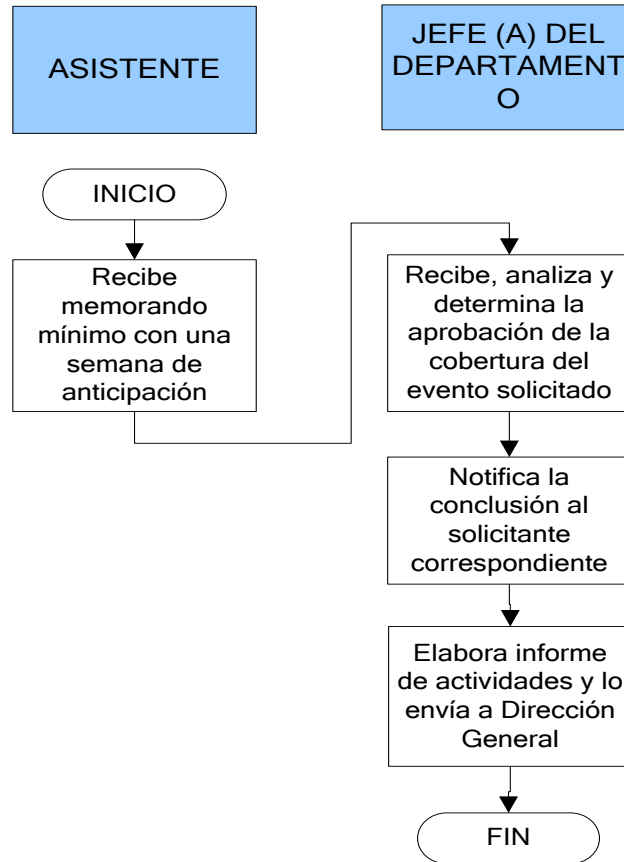 ASISTENTE
JEFE (A) DEL
DEPARTAMENT
O
INICIO
Recibe
memorando
mínimo con una
semana de
anticipación
Recibe, analiza y
determina la
aprobación de la
cobertura del
evento solicitado
Notifica la
conclusión al
solicitante
correspondiente
Elabora informe
de actividades y lo
envía a Dirección
General
FIN